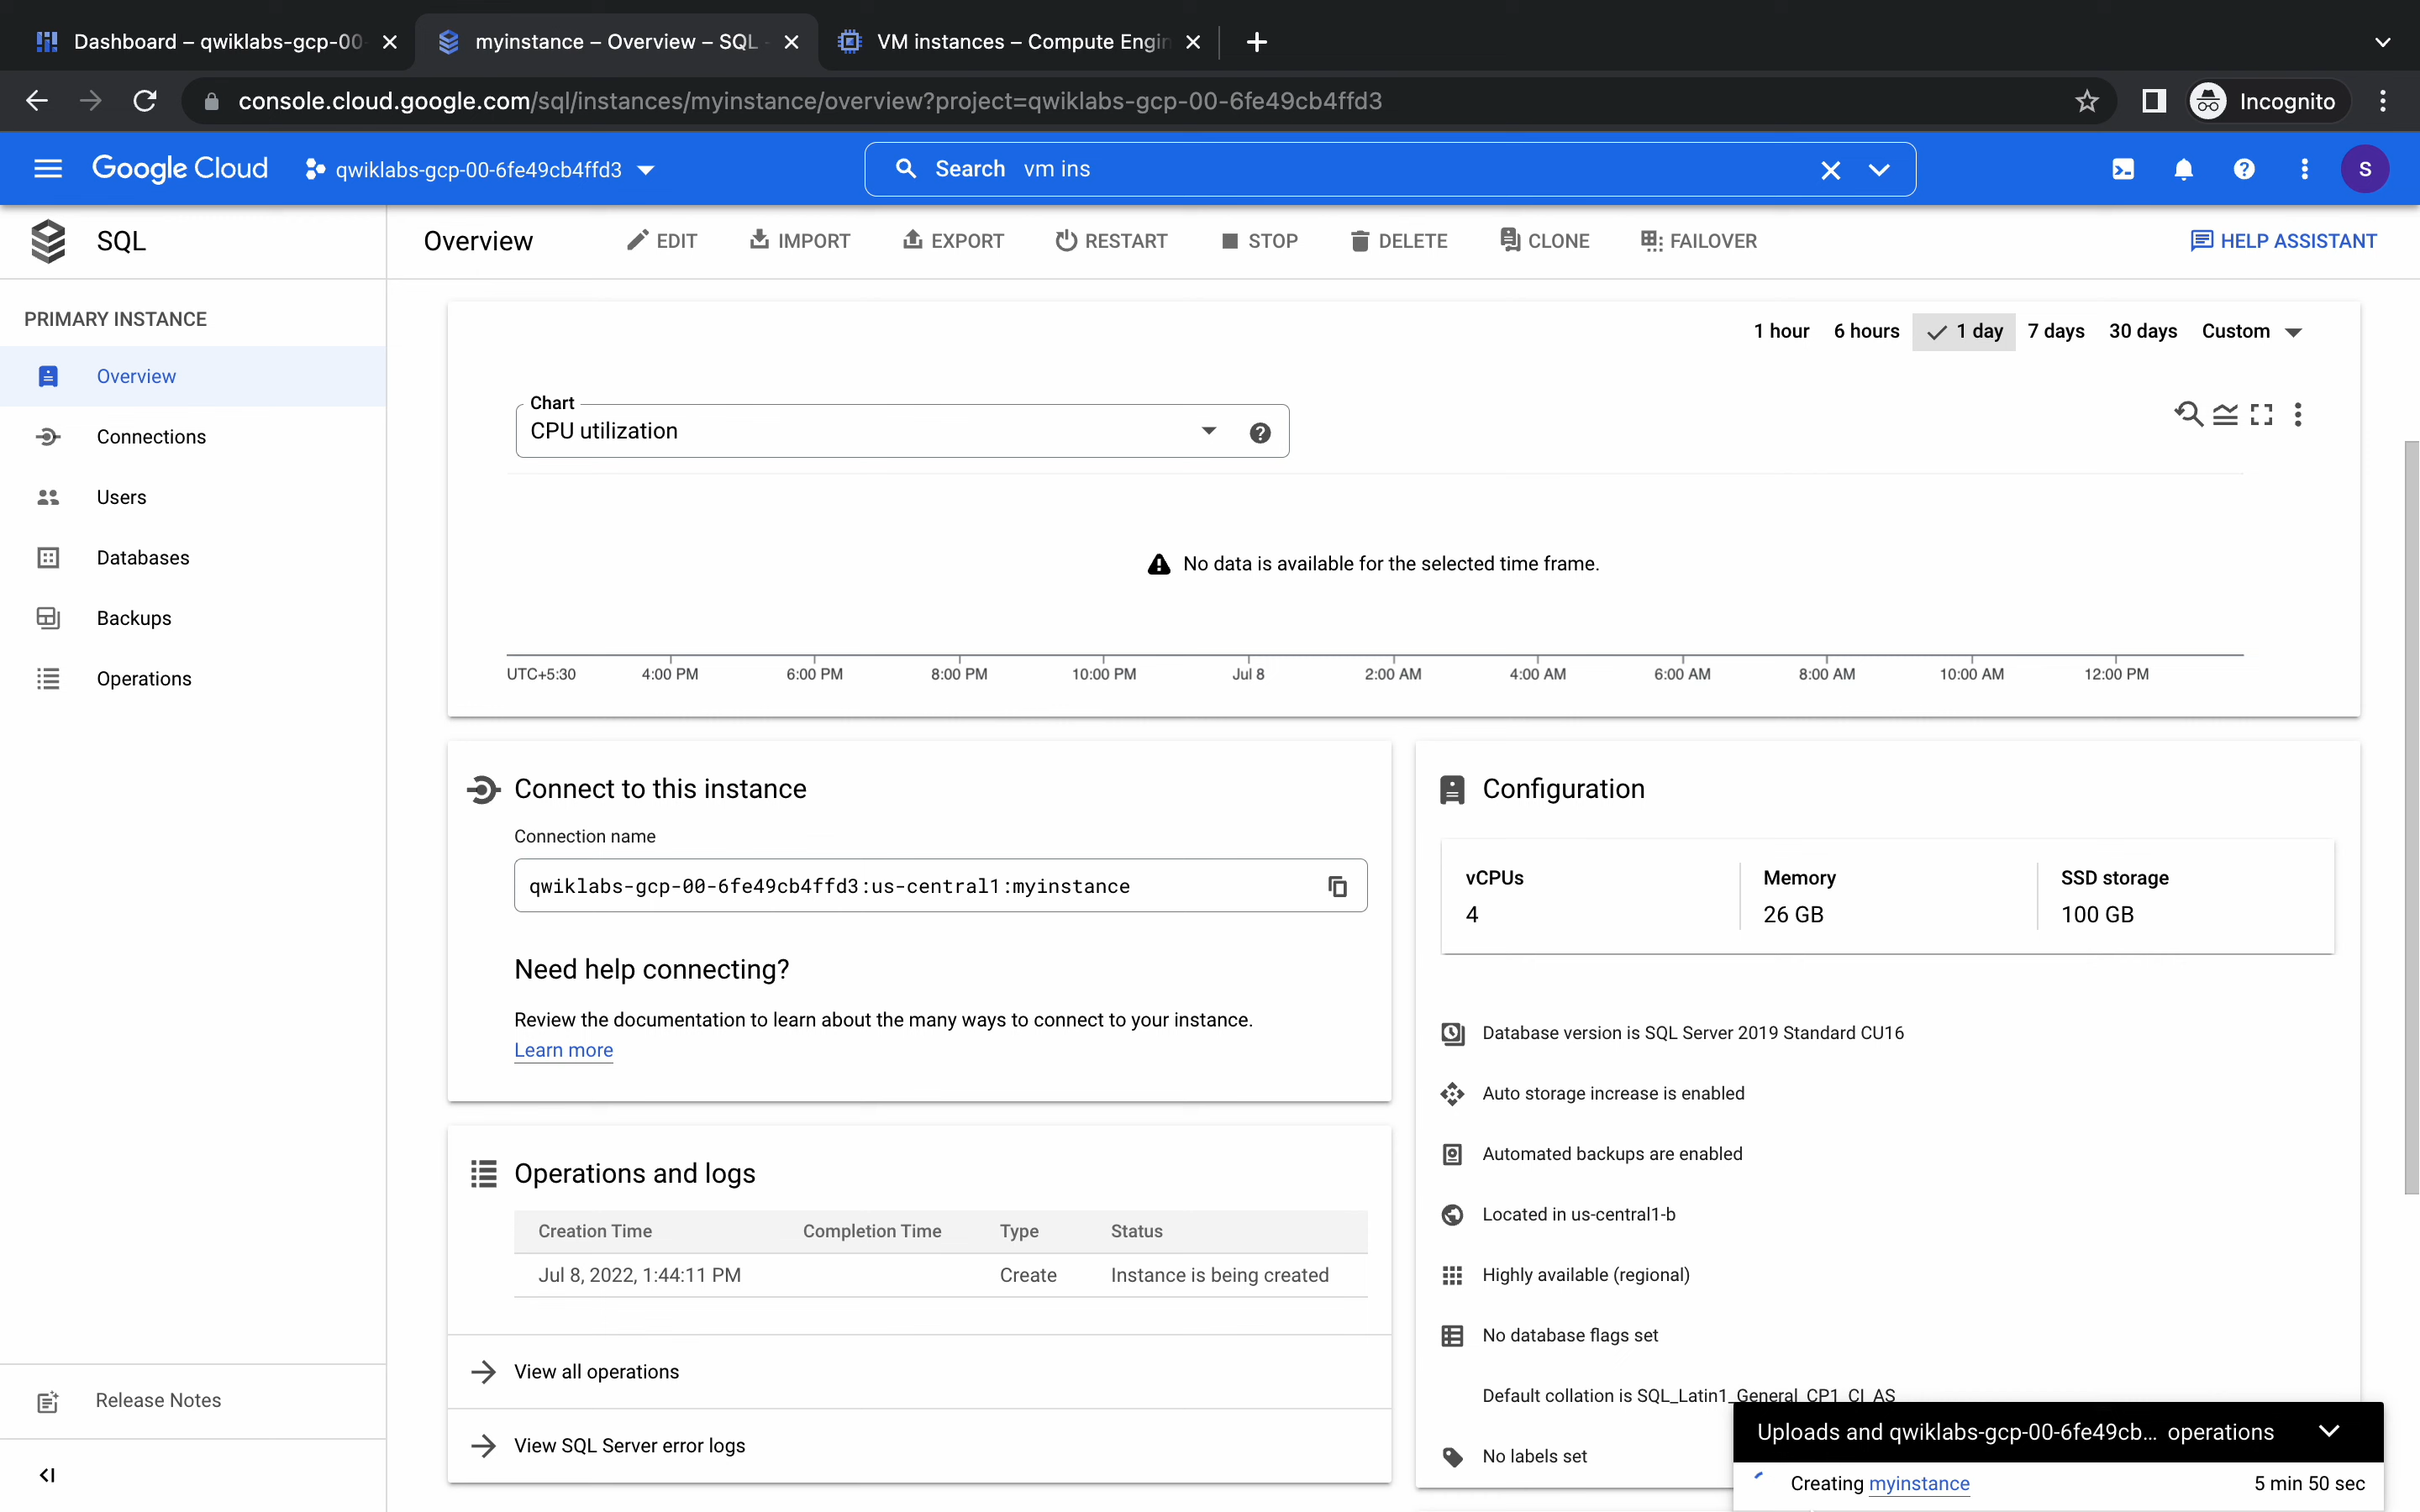 Dashboard – qwiklabs-gcp-00
myinstance – Overview – SQL
VM instances – Compute Engin
console.cloud.google.com/sql/instances/myinstance/overview?project=qwiklabs-gcp-00-6fe49cb4ffd3
Incognito
Google Cloud
qwiklabs-gcp-00-6fe49cb4ffd3
Search vm ins
S
SQL
Overview
EDIT
IMPORT
EXPORT
RESTART
STOP
DELETE
CLONE
FAILOVER
HELP ASSISTANT
PRIMARY INSTANCE
Overview
Connections
Users
Databases
Backups
Operations
Release Notes
1 hour
6 hours
1 day
7 days
30 days
Custom
Chart
CPU utilization
No data is available for the selected time frame.
UTC+5:30 4:00 PM 6:00 PM 8:00 PM 10:00 PM Jul 8 2:00 AM 4:00 AM 6:00 AM 8:00 AM 10:00 AM 12:00 PM
Connect to this instance
Connection name
qwiklabs-gcp-00-6fe49cb4ffd3:us-central1:myinstance
Need help connecting?
Review the documentation to learn about the many ways to connect to your instance.
Learn more
Operations and logs
Creation Time Completion Time Type Status
Jul 8, 2022, 1:44:11 PM Create Instance is being created
View all operations
View SQL Server error logs
Configuration
vCPUs Memory SSD storage
4 26 GB 100 GB
Database version is SQL Server 2019 Standard CU16
Auto storage increase is enabled
Automated backups are enabled
Located in us-central1-b
Highly available (regional)
No database flags set
Default collation is SQL_Latin1_General_CP1_CI_AS
No labels set
Uploads and qwiklabs-gcp-00-6fe49cb... operations
Creating myinstance 5 min 50 sec